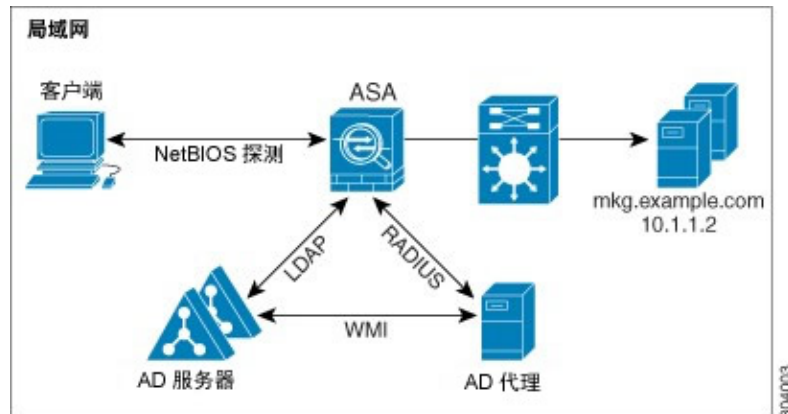 局域网
客户端
ASA
NetBIOS 探测
mkg.example.com
10.1.1.2
LDAP
RADIUS
WMI
AD 服务器
AD 代理
304003